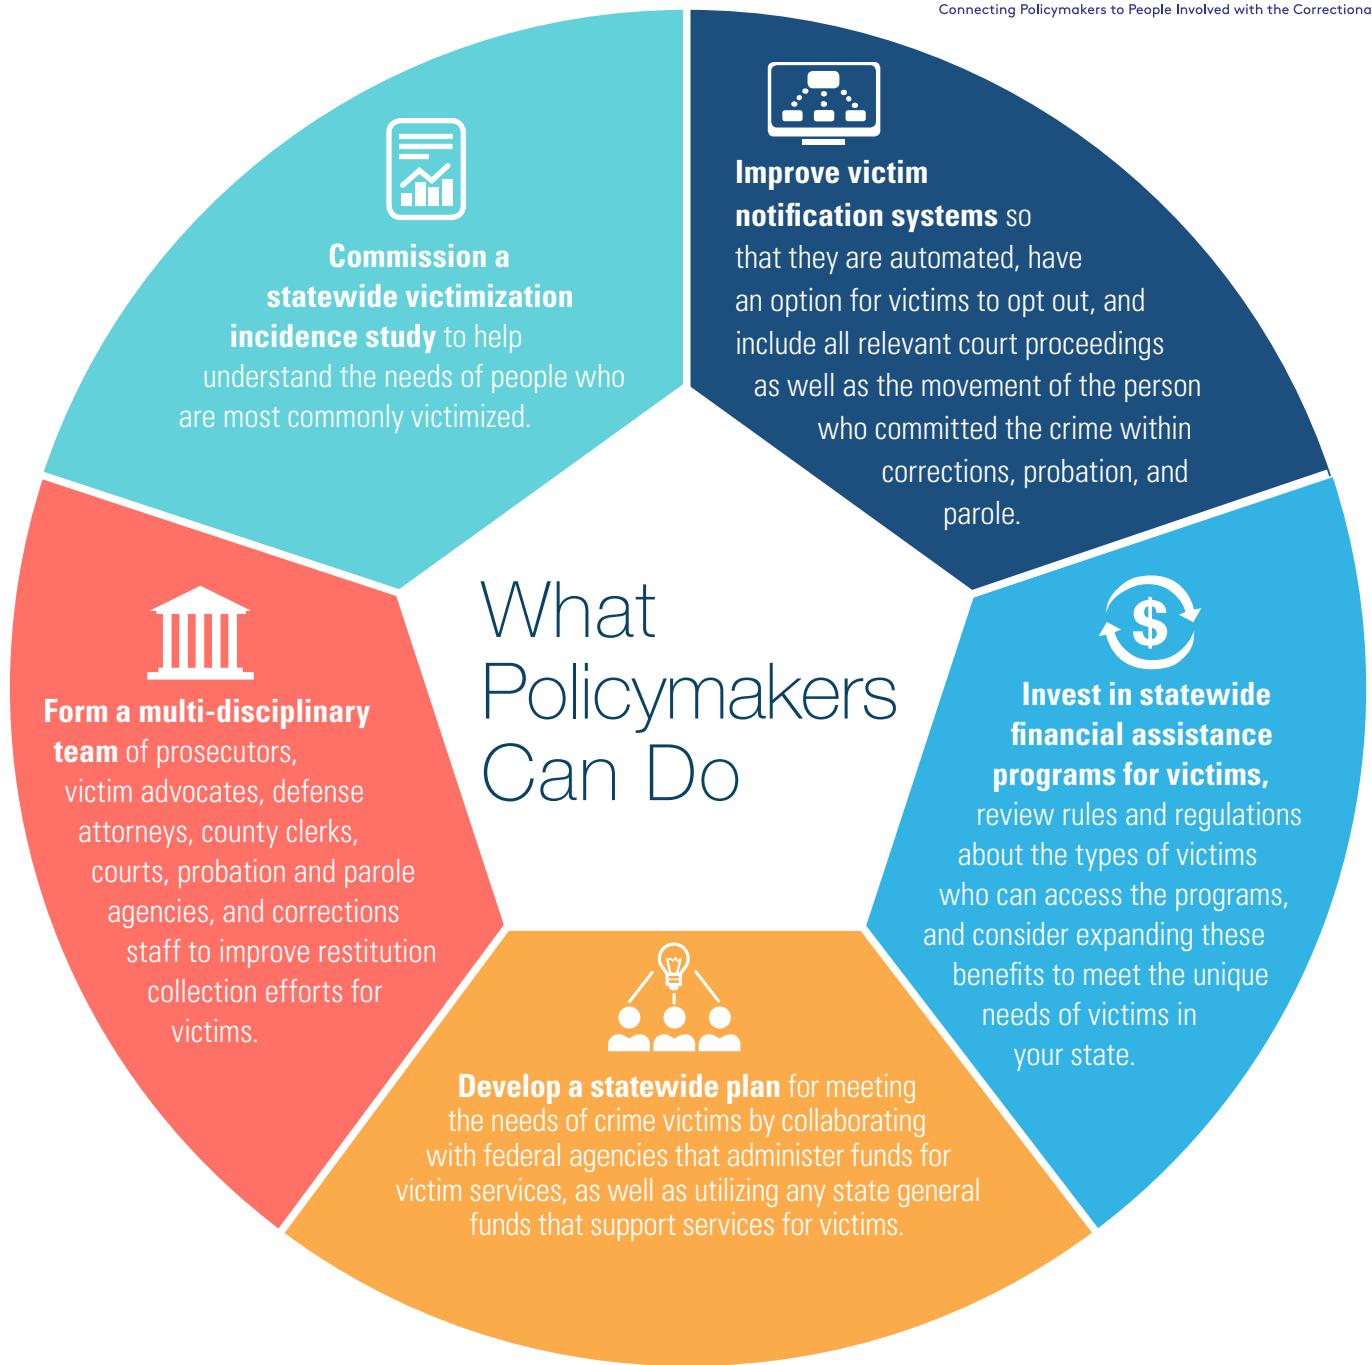 Connecting Policymakers to People Involved with the Correctiona
Commission a
statewide victimization
incidence study to help
understand the needs of people who
are most commonly victimized.
Improve victim
notification systems so
that they are automated, have
an option for victims to opt out, and
include all relevant court proceedings
as well as the movement of the person
who committed the crime within
corrections, probation, and
parole.
What
Policymakers
Can Do
Form a multi-disciplinary
team of prosecutors,
victim advocates, defense
attorneys, county clerks,
courts, probation and parole
agencies, and corrections
staff to improve restitution
collection efforts for
victims.
$
Invest in statewide
financial assistance
programs for victims,
review rules and regulations
about the types of victims
who can access the programs,
and consider expanding these
benefits to meet the unique
needs of victims in
your state.
Develop a statewide plan for meeting
the needs of crime victims by collaborating
with federal agencies that administer funds for
victim services, as well as utilizing any state general
funds that support services for victims.